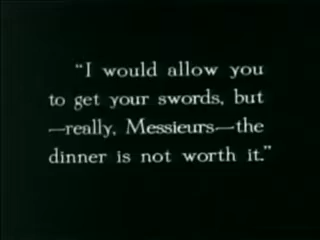 “I would allow you
to get your swords, but
—really, Messieurs—the
dinner is not worth it.”